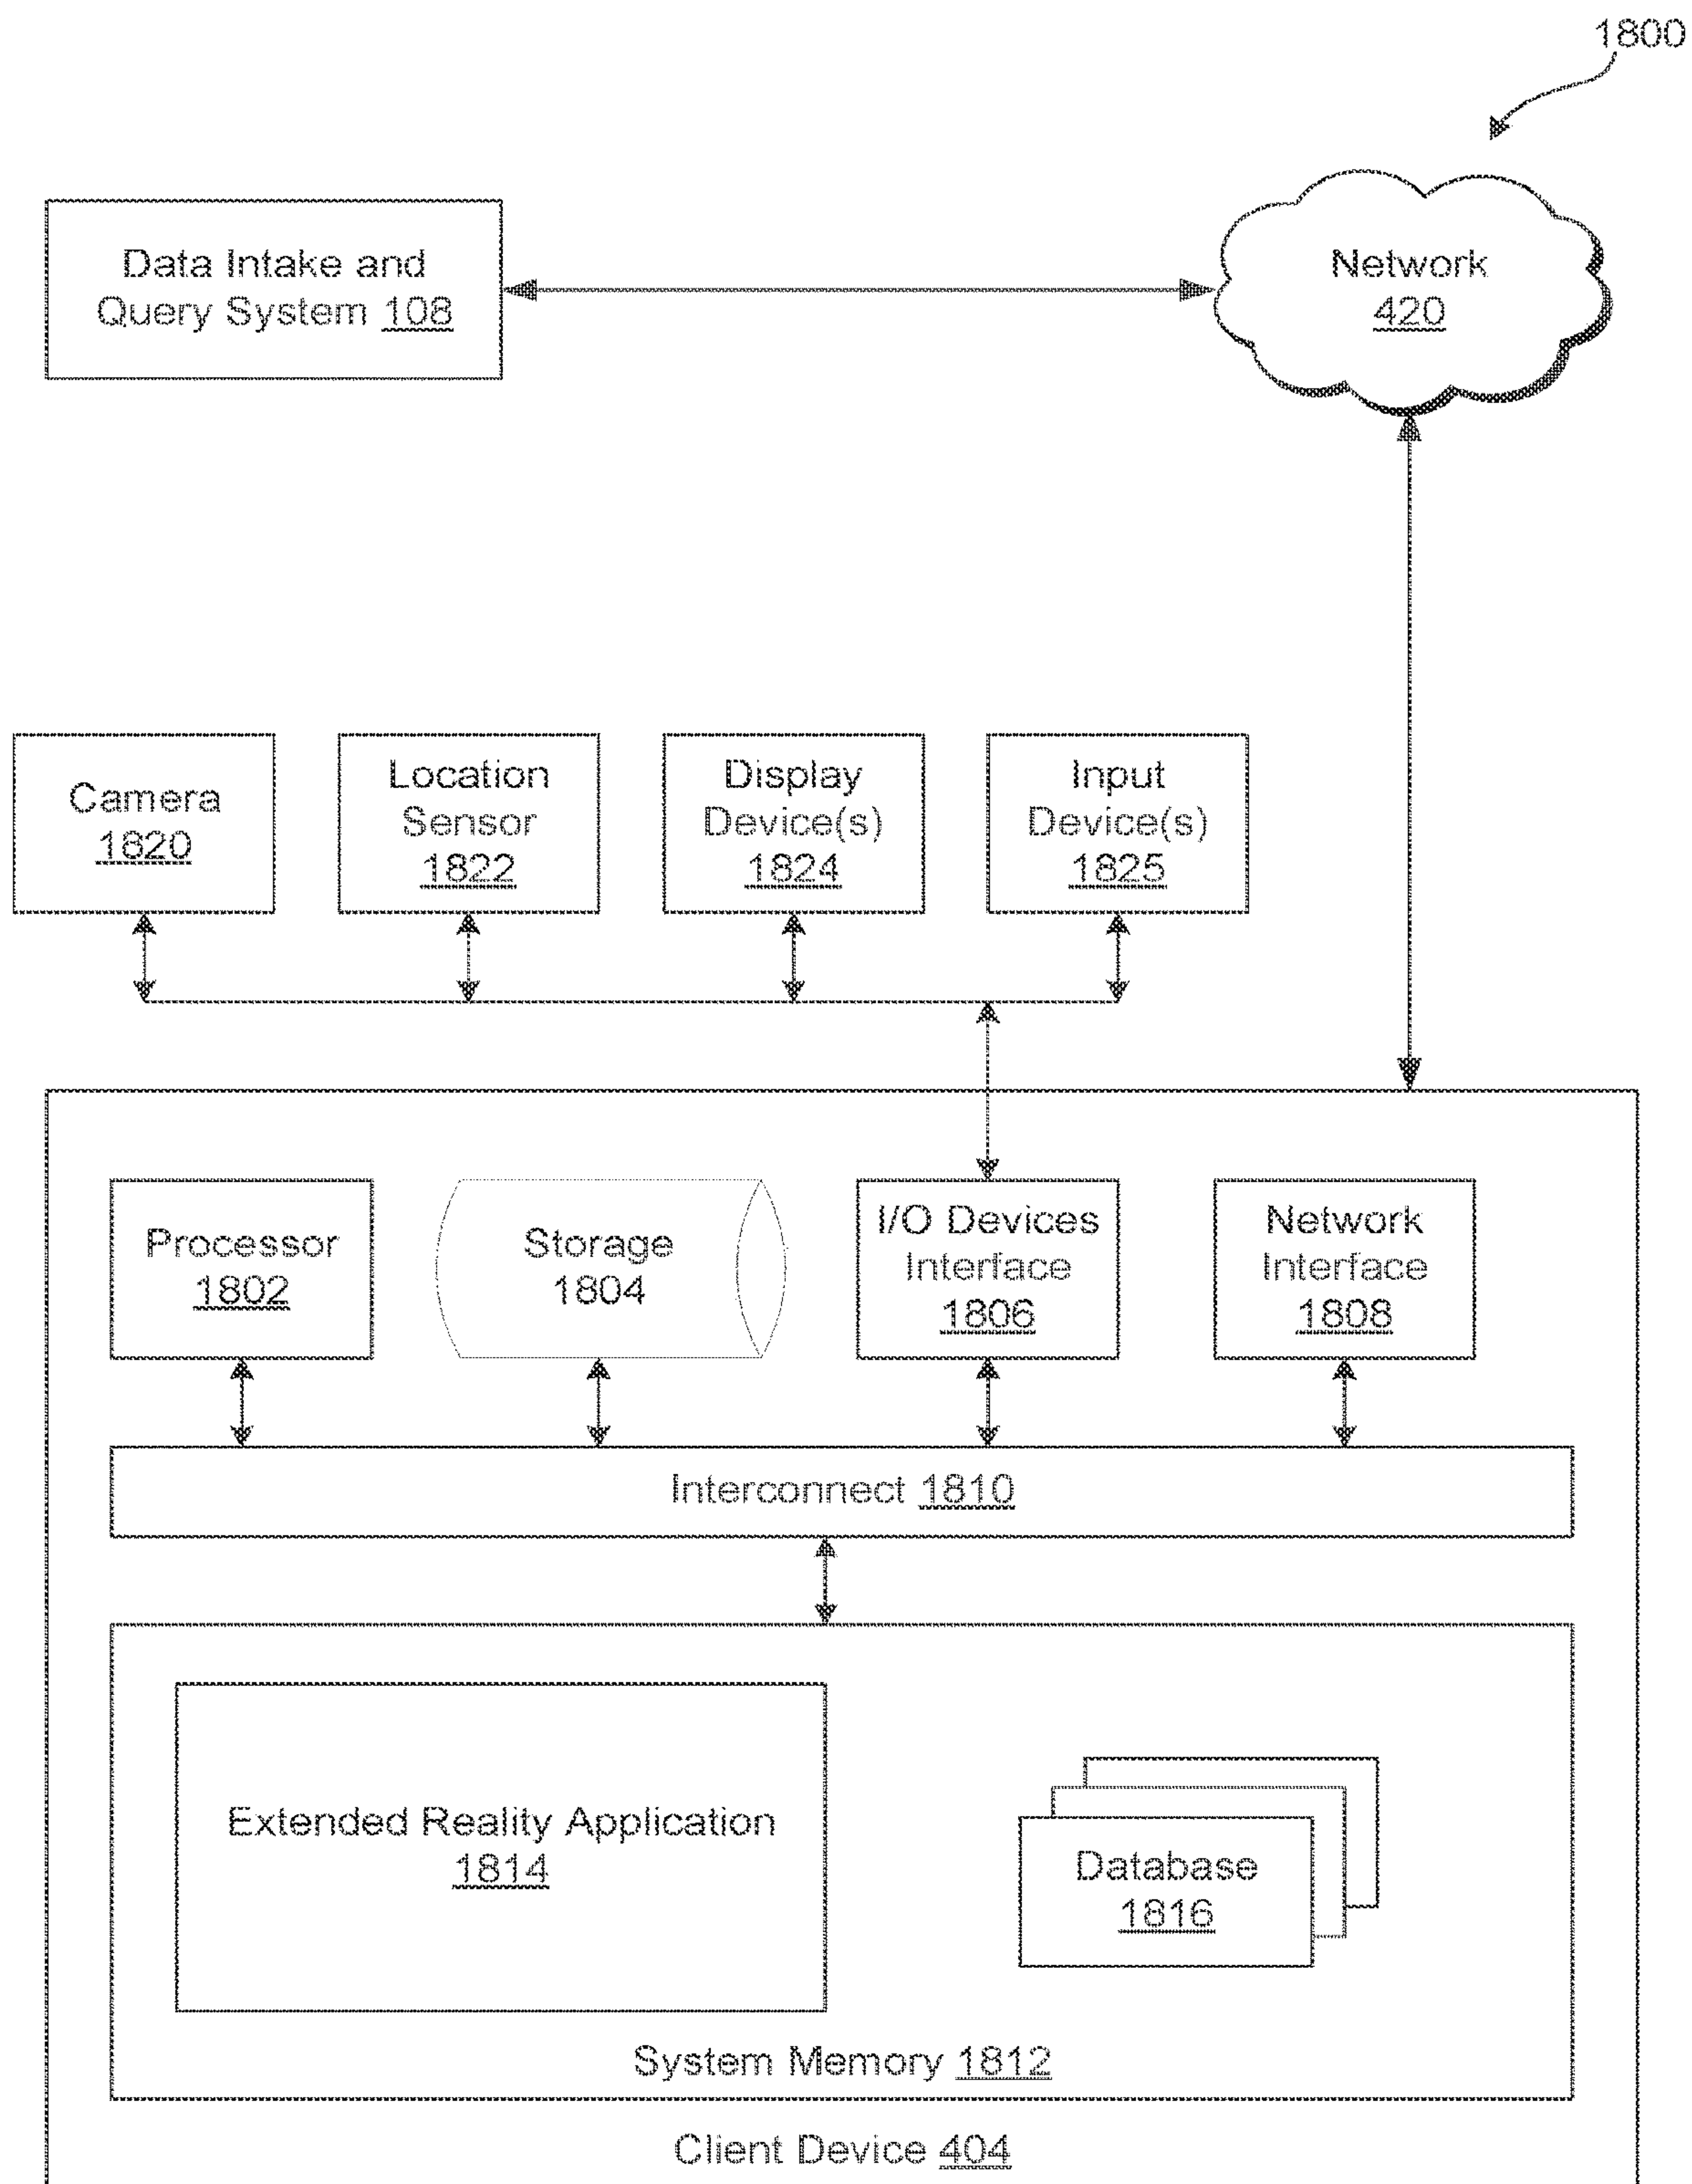 1800
Data Intake and
Query System 108
Network
420
Camera
1820
Location
Sensor
1822
Display
Device(s)
1824
Input
Device(s)
1825
Processor
1802
Storage
1804
I/O Devices
Interface
1806
Network
Interface
1808
Interconnect 1810
Extended Reality Application
1814
Database
1816
System Memory 1812
Client Device 404